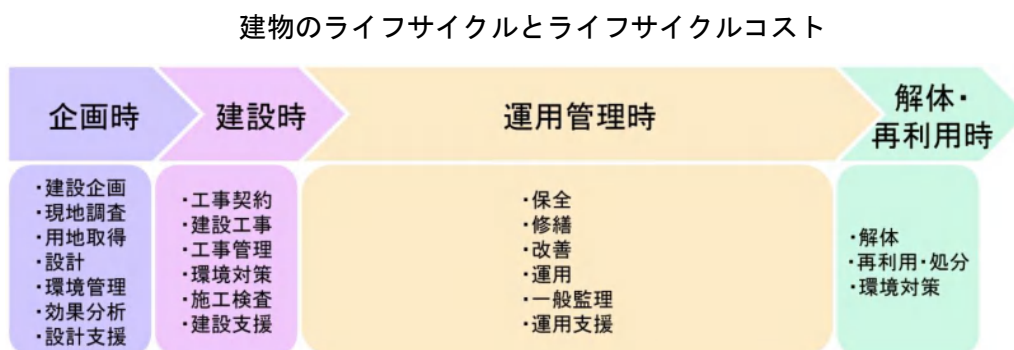 建物のライフサイクルとライフサイクルコスト
企画時
建設時
運用管理時
解体・
再利用時
・建設企画
・現地調査
・用地取得
・設計
・環境管理
・効果分析
・設計支援
・工事契約
・建設工事
・工事管理
・環境対策
・施工検査
・建設支援
・保全
・修繕
・改善
・運用
・一般監理
・運用支援
・解体
・再利用・処分
・環境対策